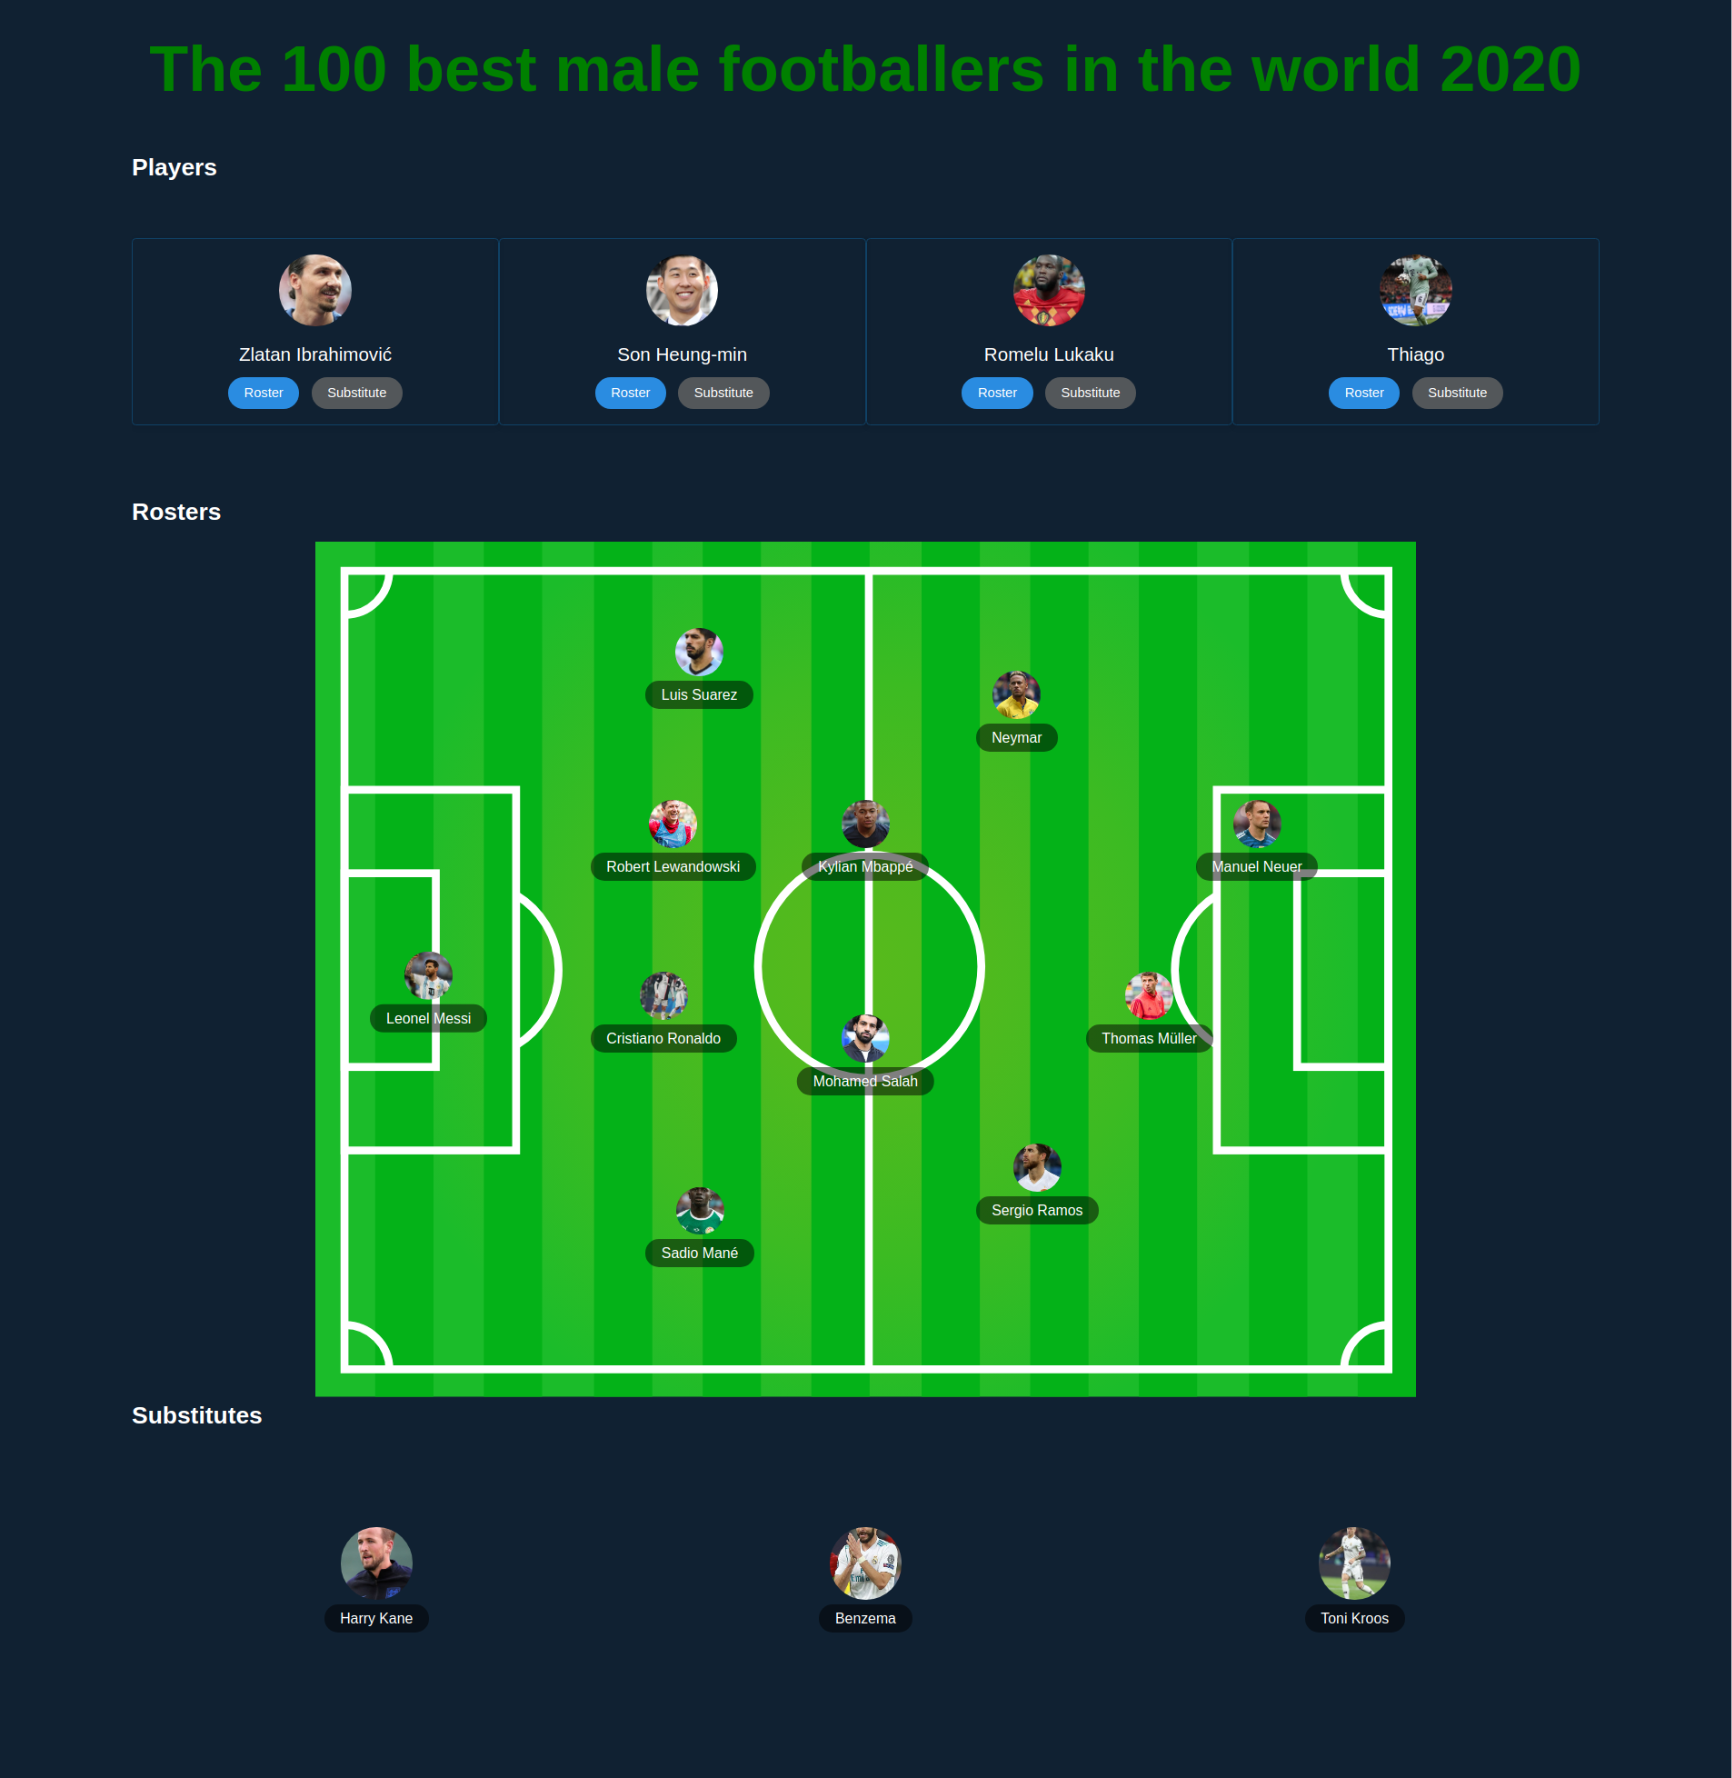 The 100 best male footballers in the world 2020
Players
Zlatan Ibrahimović
Roster
Substitute
Son Heung-min
Roster
Substitute
Romelu Lukaku
Roster
Substitute
Thiago
Roster
Substitute
Rosters
Luis Suarez
Neymar
Robert Lewandowski
Kylian Mbappé
Manuel Neuer
Leonel Messi
Cristiano Ronaldo
Thomas Müller
Mohamed Salah
Sergio Ramos
Sadio Mané
Substitutes
Harry Kane
Benzema
Toni Kroos